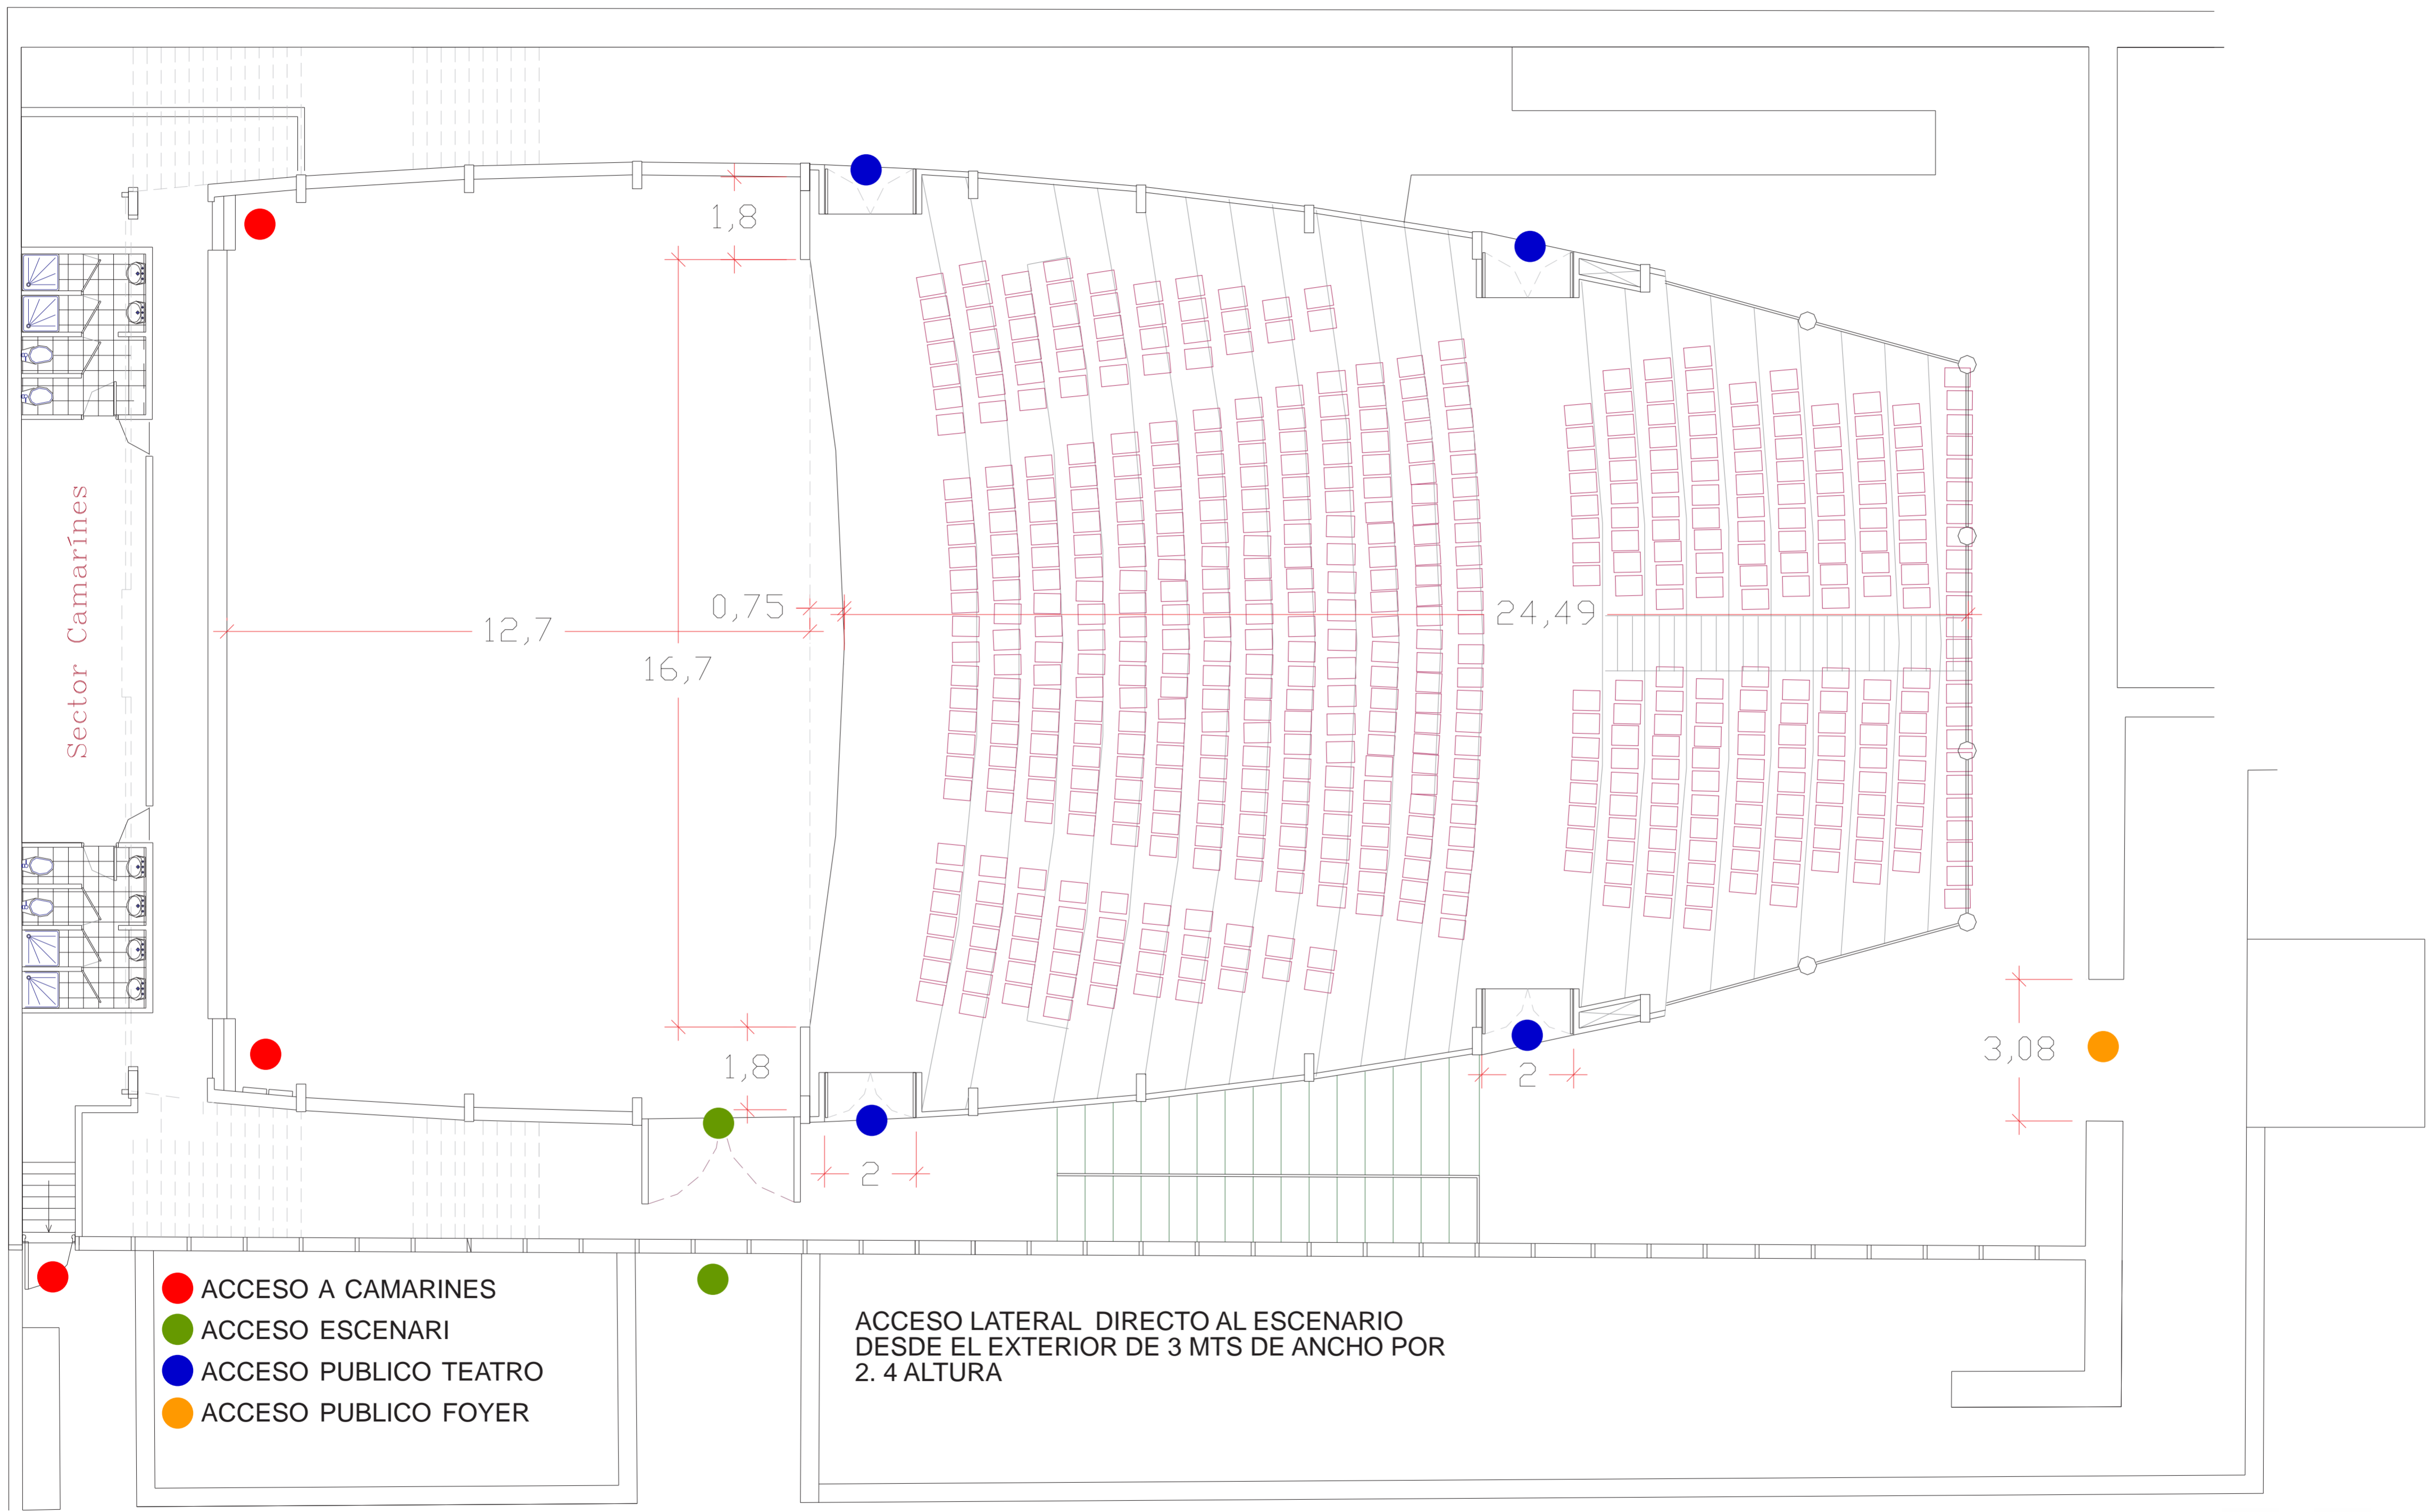 1,8
Sector Camarínes
0,75
12,7
24,49
16,7
3,08
1,8
2
2
ACCESO A CAMARINES
ACCESO ESCENARI
ACCESO PUBLICO TEATRO
ACCESO PUBLICO FOYER
ACCESO LATERAL DIRECTO AL ESCENARIO
DESDE EL EXTERIOR DE 3 MTS DE ANCHO POR
2. 4 ALTURA